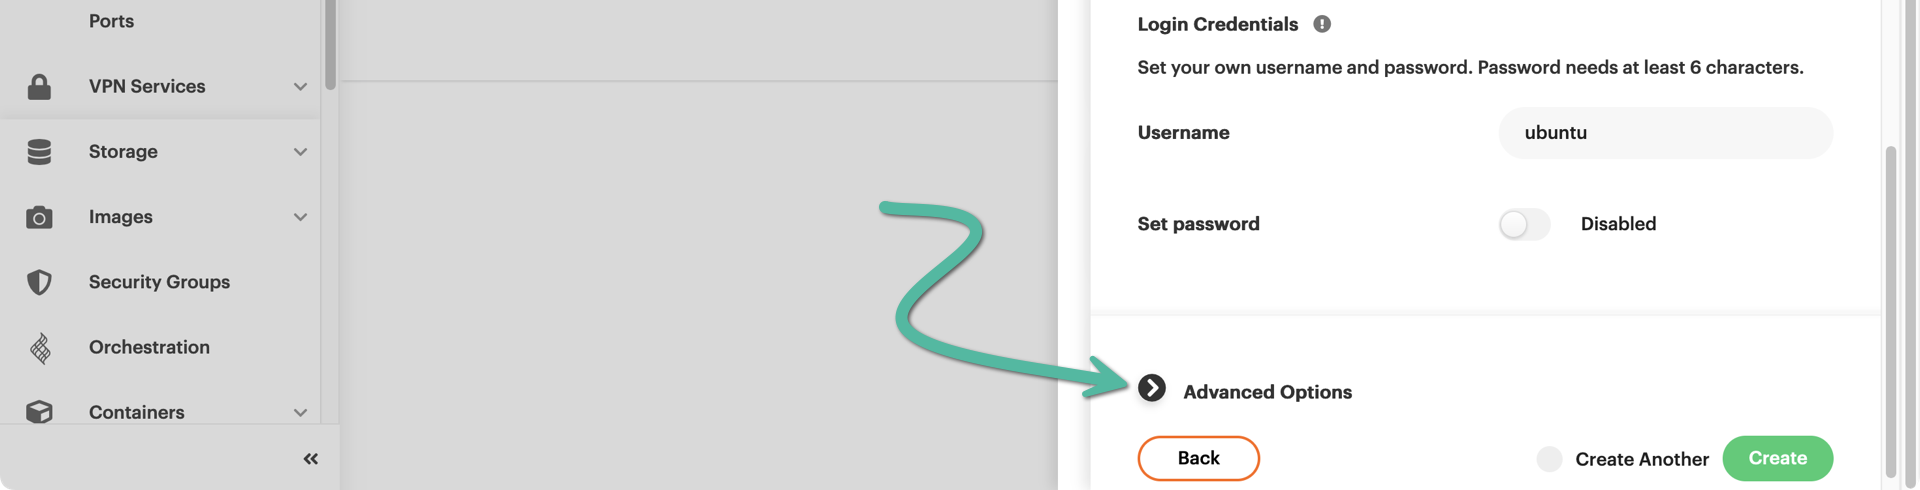 Ports
VPN Services
Storage
Images
Security Groups
Orchestration
Containers
Login Credentials
Set your own username and password. Password needs at least 6 characters.
Username
ubuntu
Set password
Disabled
Advanced Options
Back
Create Another
Create